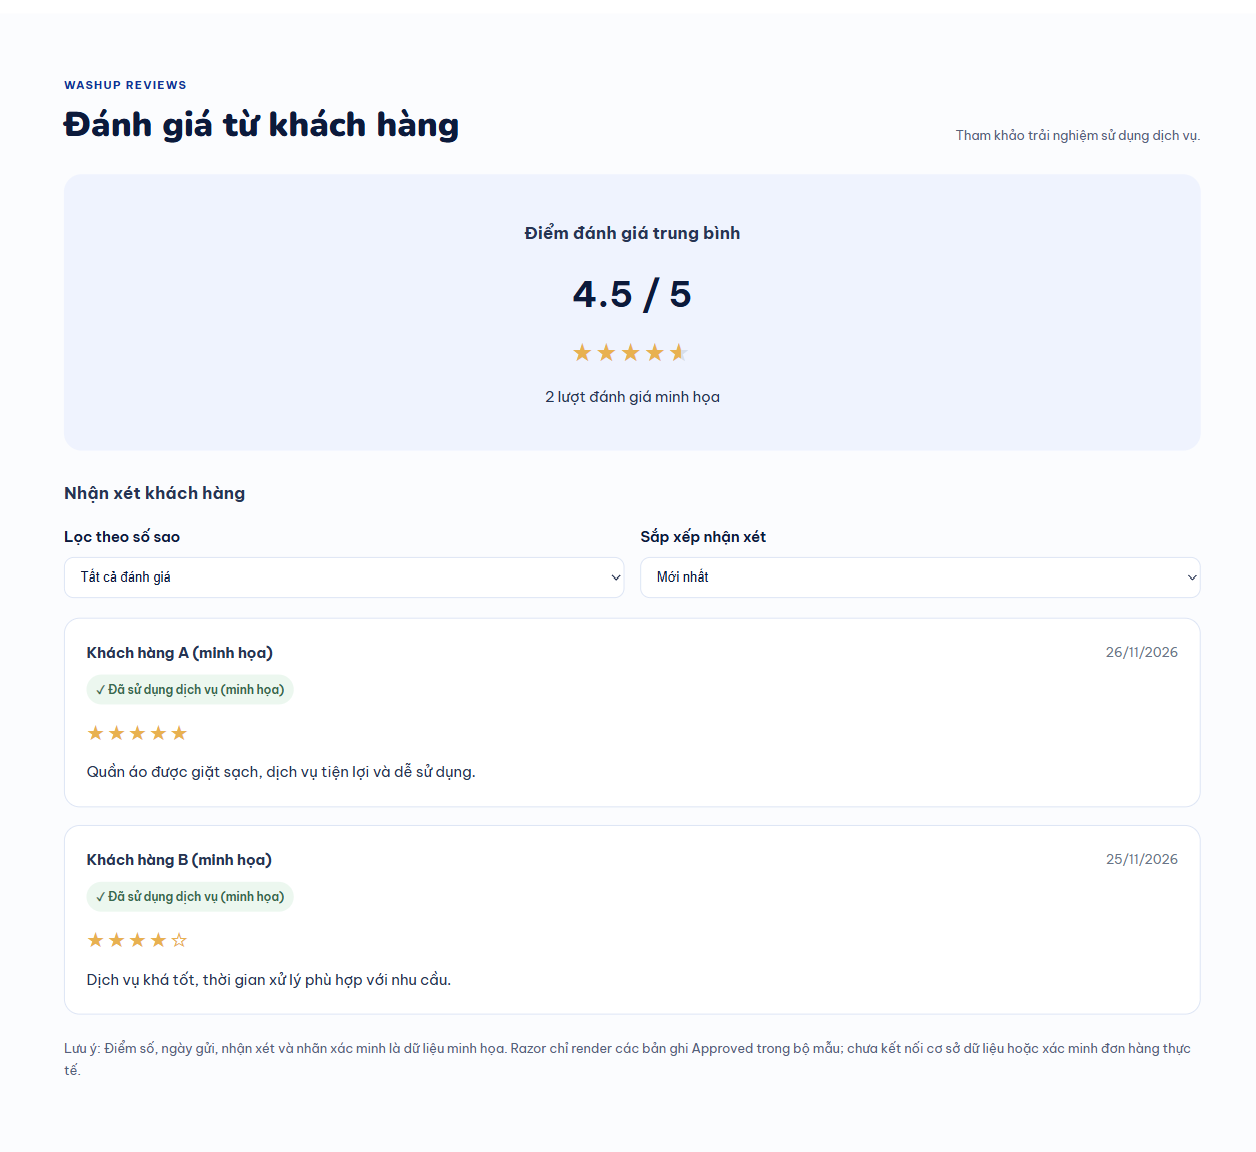 WASHUP REVIEWS
Đánh giá từ khách hàng
Tham khảo trải nghiệm sử dụng dịch vụ.
Điểm đánh giá trung bình
4.5 / 5
★★★★★
2 lượt đánh giá minh họa
Nhận xét khách hàng
Lọc theo số sao
Sắp xếp nhận xét
Tất cả đánh giá
Mới nhất
Khách hàng A (minh họa)
26/11/2026
✓ Đã sử dụng dịch vụ (minh họa)
★★★★★
Quần áo được giặt sạch, dịch vụ tiện lợi và dễ sử dụng.
Khách hàng B (minh họa)
25/11/2026
✓ Đã sử dụng dịch vụ (minh họa)
★★★★☆
Dịch vụ khá tốt, thời gian xử lý phù hợp với nhu cầu.
Lưu ý: Điểm số, ngày gửi, nhận xét và nhãn xác minh là dữ liệu minh họa. Razor chỉ render các bản ghi Approved trong bộ mẫu; chưa kết nối cơ sở dữ liệu hoặc xác minh đơn hàng thực
tế.